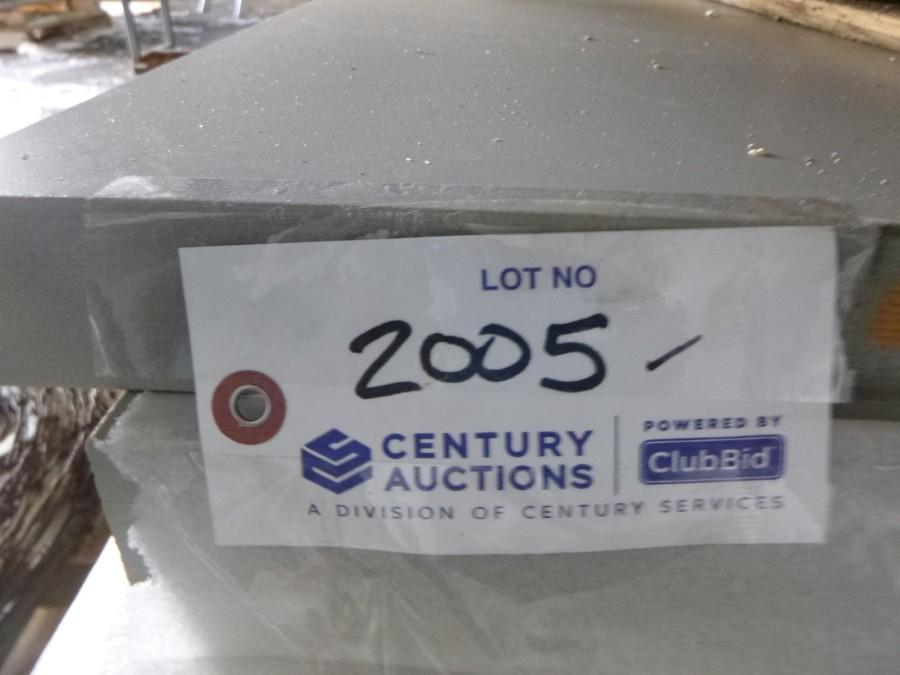 LOT NO
2005 -
CENTURY
AUCTIONS
POWERED BY
ClubBid
A DIVISION OF CENTURY SERVICES